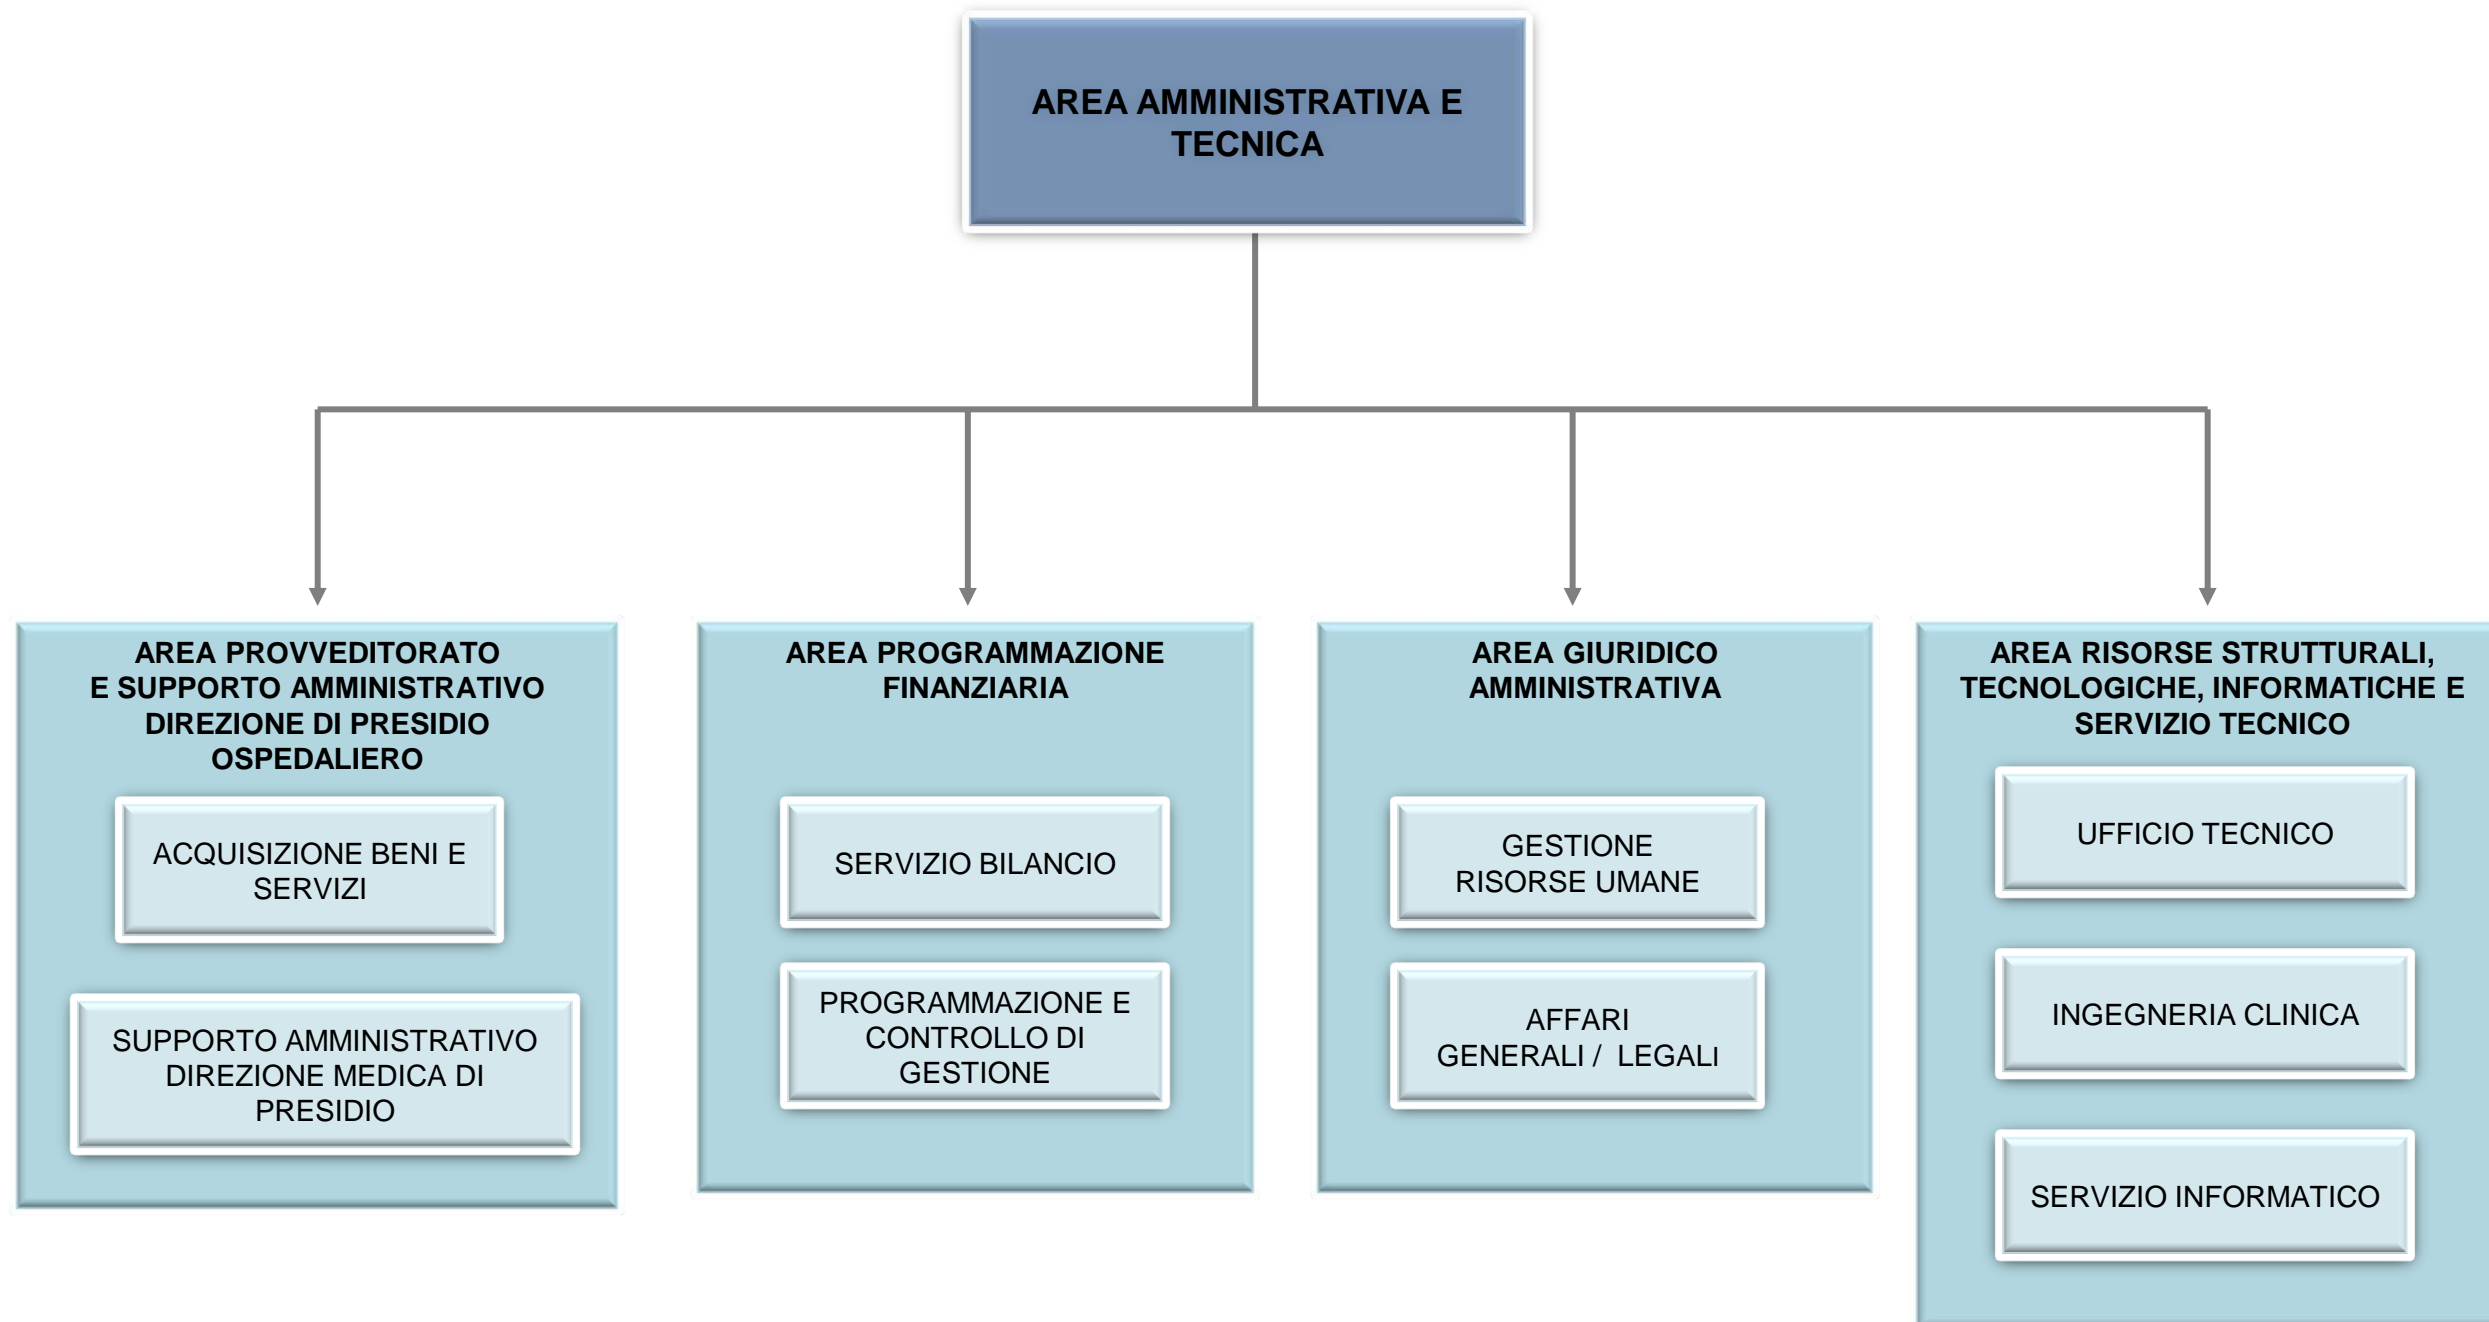 AREA AMMINISTRATIVA E
TECNICA
AREA PROVVEDITORATO
E SUPPORTO AMMINISTRATIVO
DIREZIONE DI PRESIDIO
OSPEDALIERO
ACQUISIZIONE BENI E
SERVIZI
SUPPORTO AMMINISTRATIVO
DIREZIONE MEDICA DI
PRESIDIO
AREA PROGRAMMAZIONE
FINANZIARIA
SERVIZIO BILANCIO
PROGRAMMAZIONE E
CONTROLLO DI
GESTIONE
AREA GIURIDICO
AMMINISTRATIVA
GESTIONE
RISORSE UMANE
AFFARI
GENERALI / LEGALI
AREA RISORSE STRUTTURALI,
TECNOLOGICHE, INFORMATICHE E
SERVIZIO TECNICO
UFFICIO TECNICO
INGEGNERIA CLINICA
SERVIZIO INFORMATICO